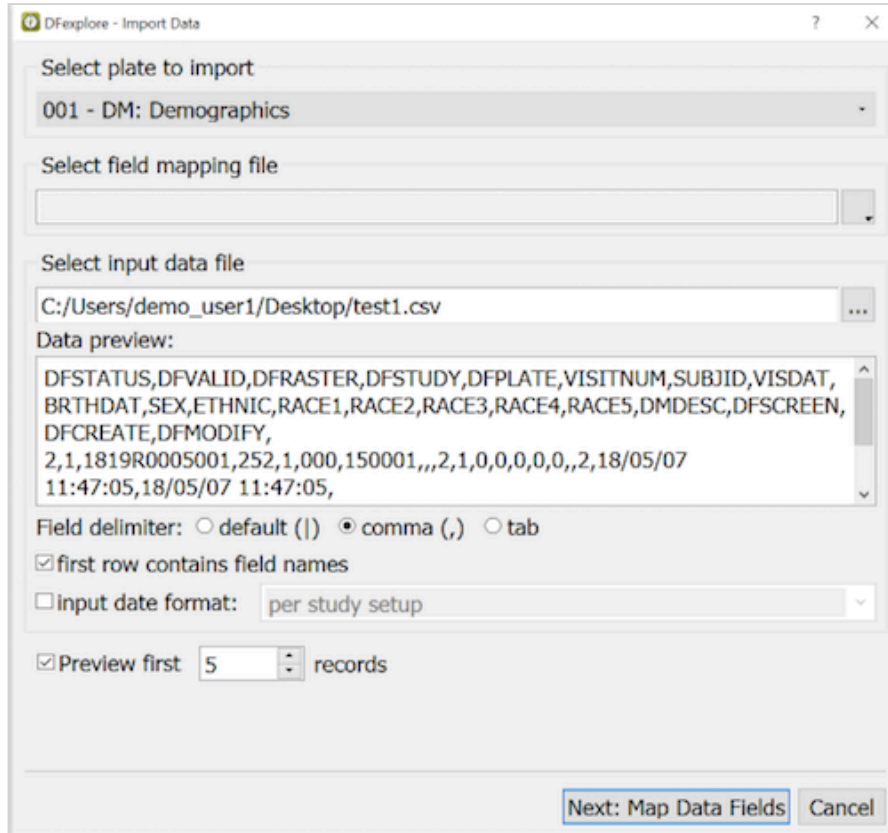 DFexplore - Import Data
Select plate to import
001 - DM: Demographics
Select field mapping file
Select input data file
C:/Users/demo_user1/Desktop/test1.csv
...
Data preview:
DFSTATUS,DFVALID,DFRASTER,DFSTUDY,DFPLATE,VISITNUM,SUBJID,VISDAT,
BRTHDAT,SEX,ETHNIC,RACE1,RACE2,RACE3,RACE4,RACE5,DMDESC,DFSCREEN,
DFCREATE,DFMODIFY,
2,1,1819R0005001,252,1,000,150001,,,2,1,0,0,0,0,0,,2,18/05/07
11:47:05,18/05/07 11:47:05,
Field delimiter: default (|) comma (,) tab
first row contains field names
input date format: per study setup
Preview first 5 records
Next: Map Data Fields Cancel